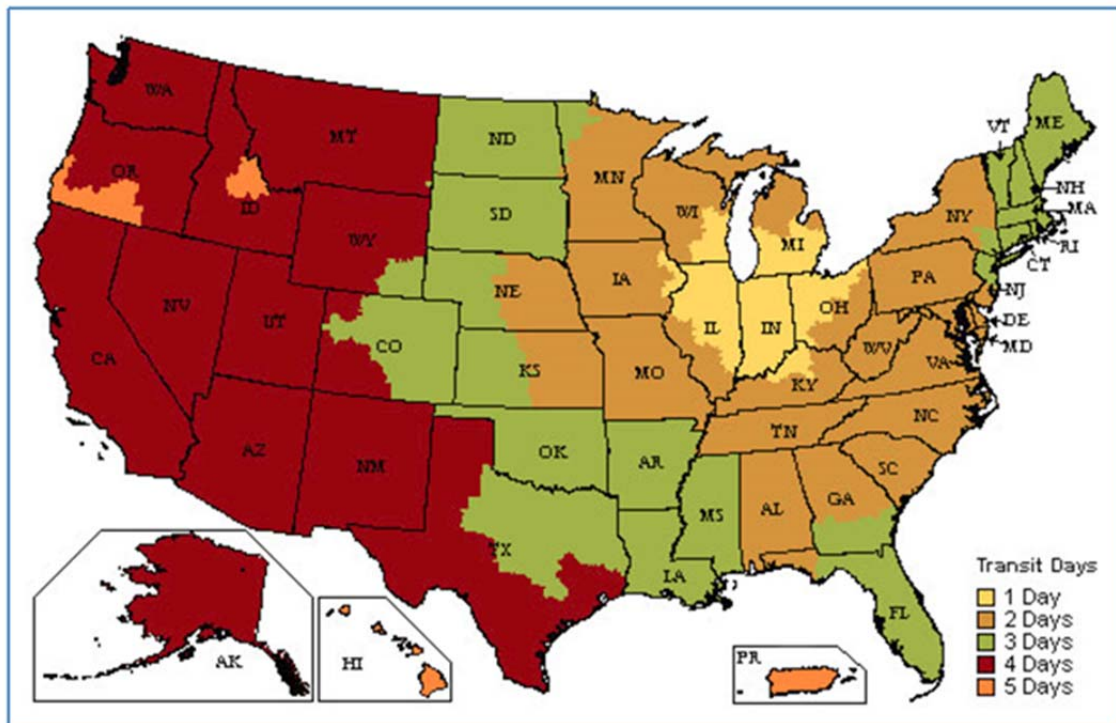 WA
MT
ND
MN
VT
ME
OR
ID
SD
WI
MI
NY
NH
MA
WY
RI
CT
IA
PA
NE
NV
UT
CO
IL
IN
OH
NJ
DE
CA
KS
MO
KY
WV
MD
VA
NC
TN
AZ
NM
OK
AR
SC
MS
AL
GA
TX
LA
FL
AK
HI
PR
Transit Days
1 Day
2 Days
3 Days
4 Days
5 Days